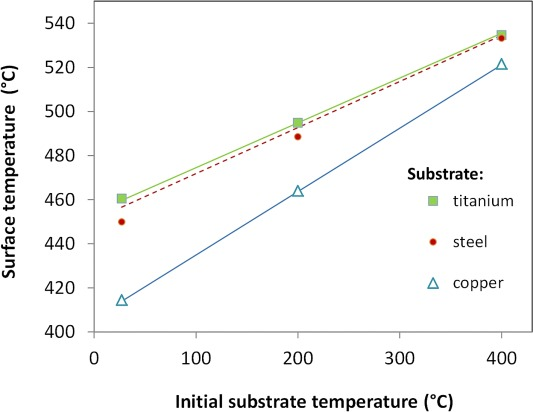 540
520
500
480
460
440
420
400
Surface temperature (°C)
Substrate:
titanium
steel
copper
0 100 200 300 400
Initial substrate temperature (°C)